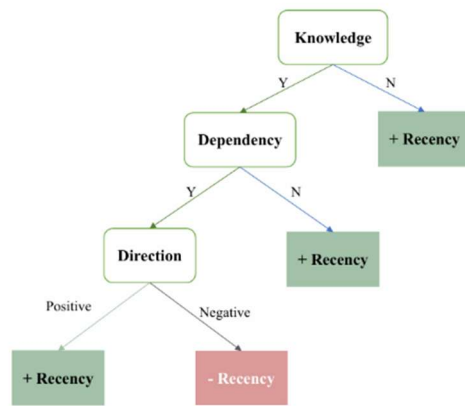 Knowledge
Y
N
Dependency
+ Recency
Y
N
Direction
+ Recency
Positive
Negative
+ Recency
- Recency